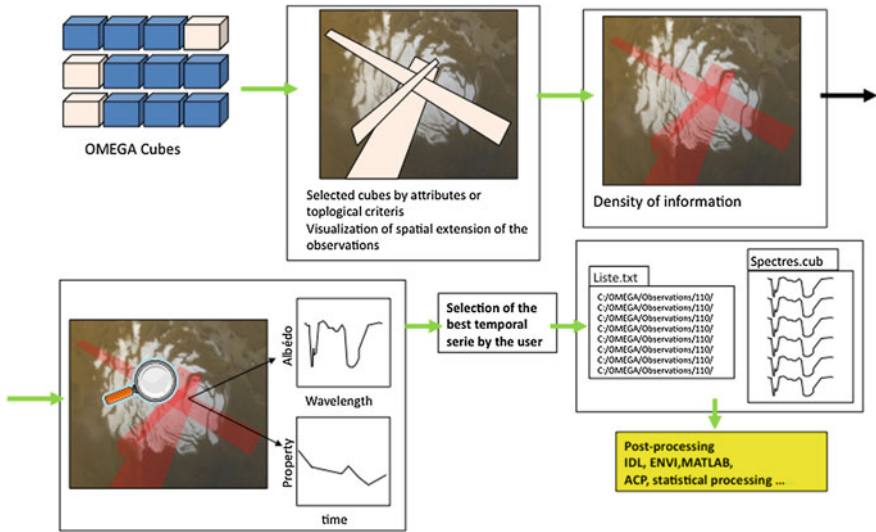 OMEGA Cubes
Selected cubes by attributes or
toplogical criteris
Visualization of spatial extension of the
observations
Density of information
Albédo
Wavelength
Property
time
Selection of the
best temporal
serie by the user
Liste.txt
C:/OMEGA/Observations/110/
C:/OMEGA/Observations/110/
C:/OMEGA/Observations/110/
C:/OMEGA/Observations/110/
C:/OMEGA/Observations/110/
C:/OMEGA/Observations/110/
C:/OMEGA/Observations/110/
C:/OMEGA/Observations/110/
Spectres.cub
Post-processing
IDL, ENVI,MATLAB,
ACP, statistical processing ...